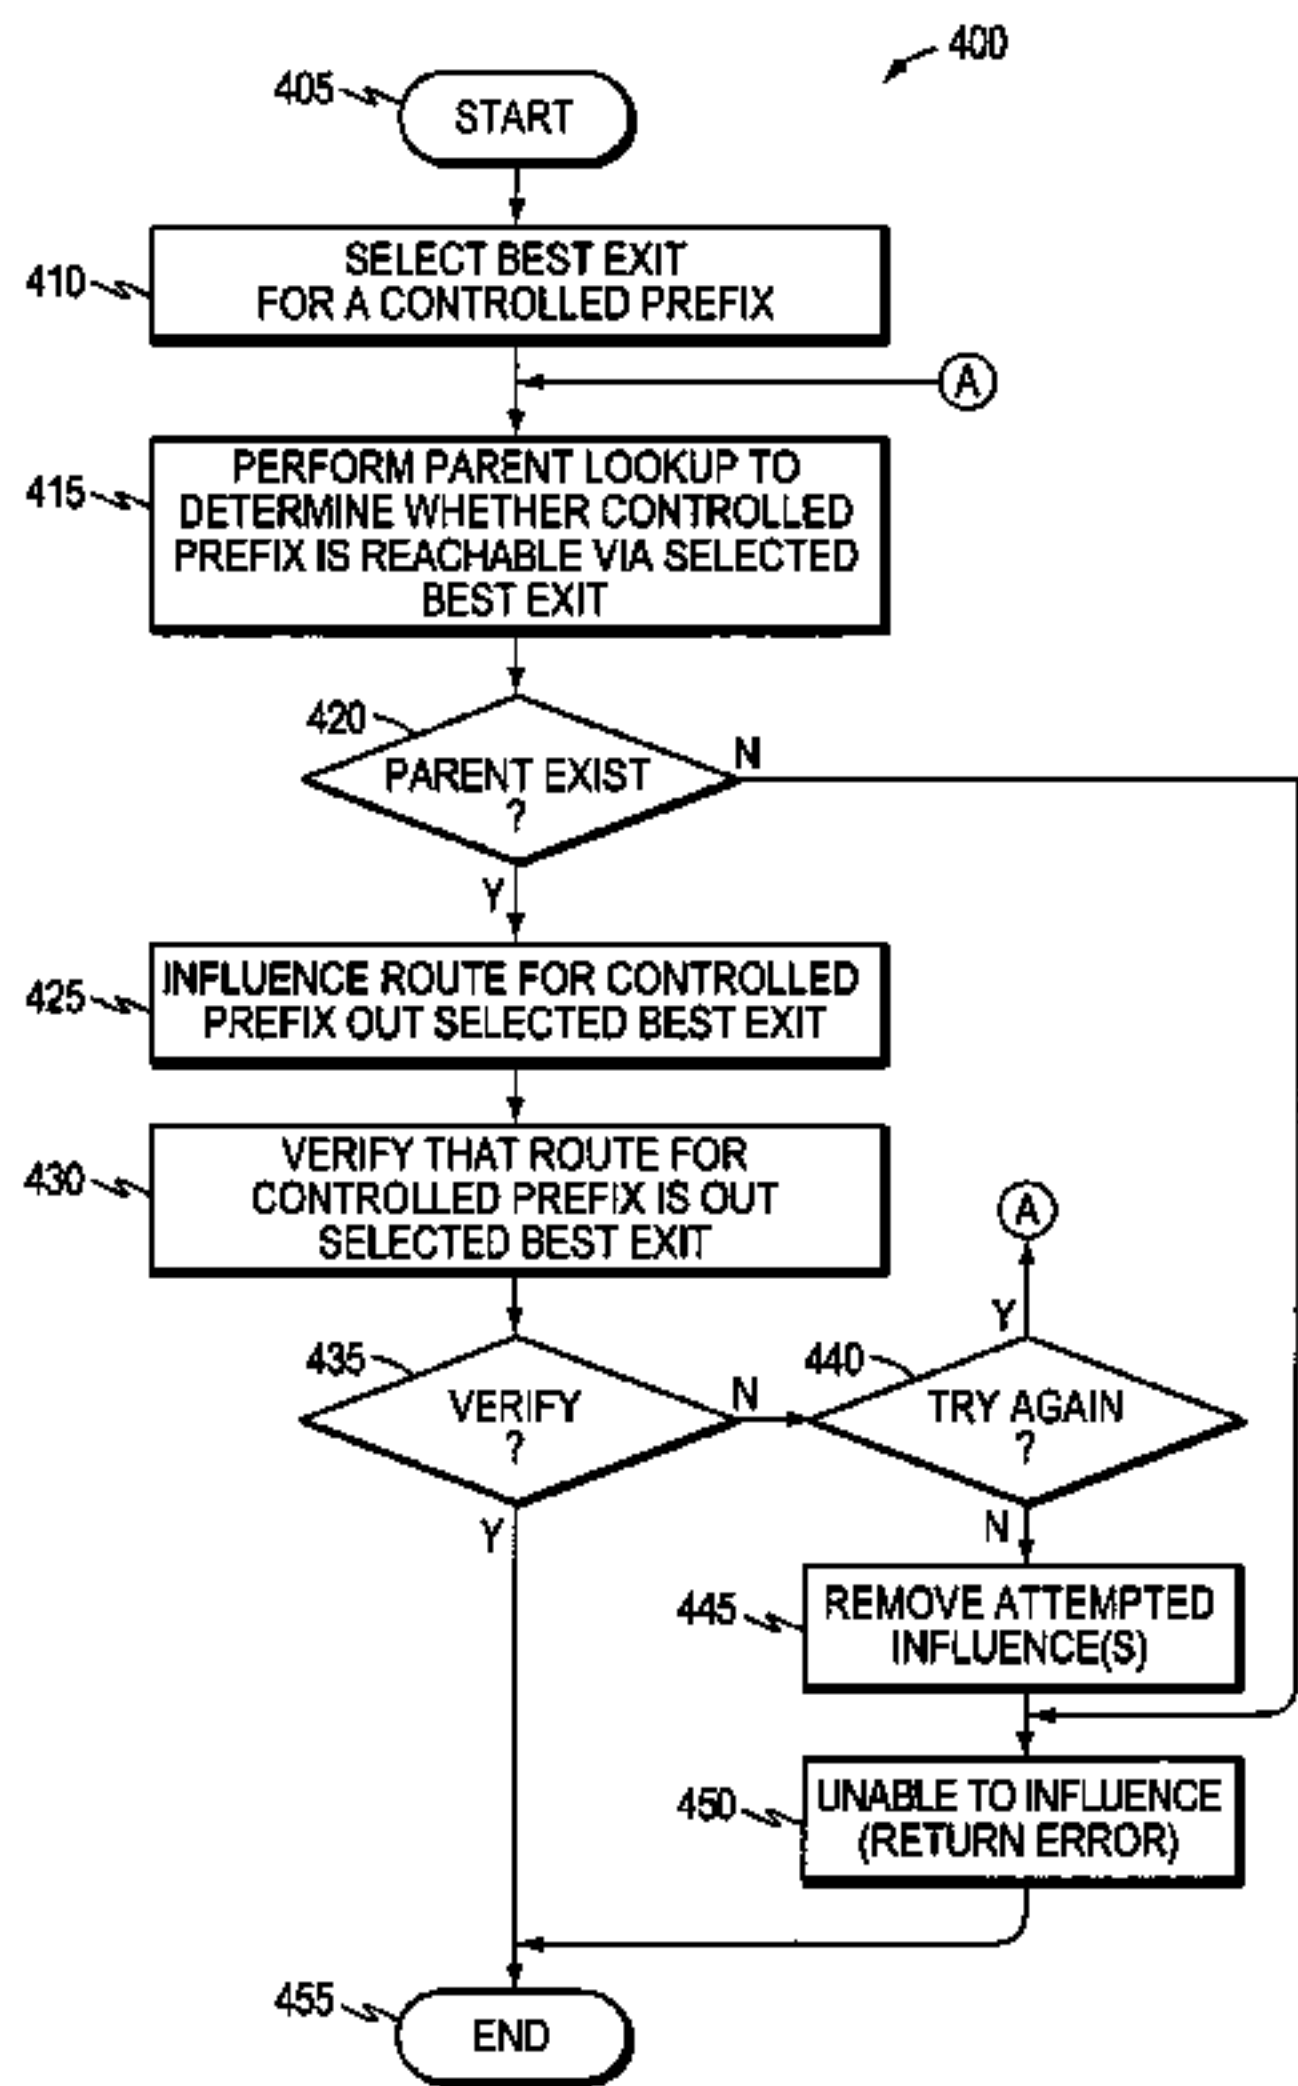 400
405
START
410
SELECT BEST EXIT
FOR A CONTROLLED PREFIX
A
415
PERFORM PARENT LOOKUP TO
DETERMINE WHETHER CONTROLLED
PREFIX IS REACHABLE VIA SELECTED
BEST EXIT
420
PARENT EXIST
?
N
Y
425
INFLUENCE ROUTE FOR CONTROLLED
PREFIX OUT SELECTED BEST EXIT
430
VERIFY THAT ROUTE FOR
CONTROLLED PREFIX IS OUT
SELECTED BEST EXIT
A
Y
435
VERIFY
?
N
440
TRY AGAIN
?
Y
N
445
REMOVE ATTEMPTED
INFLUENCE(S)
450
UNABLE TO INFLUENCE
(RETURN ERROR)
455
END